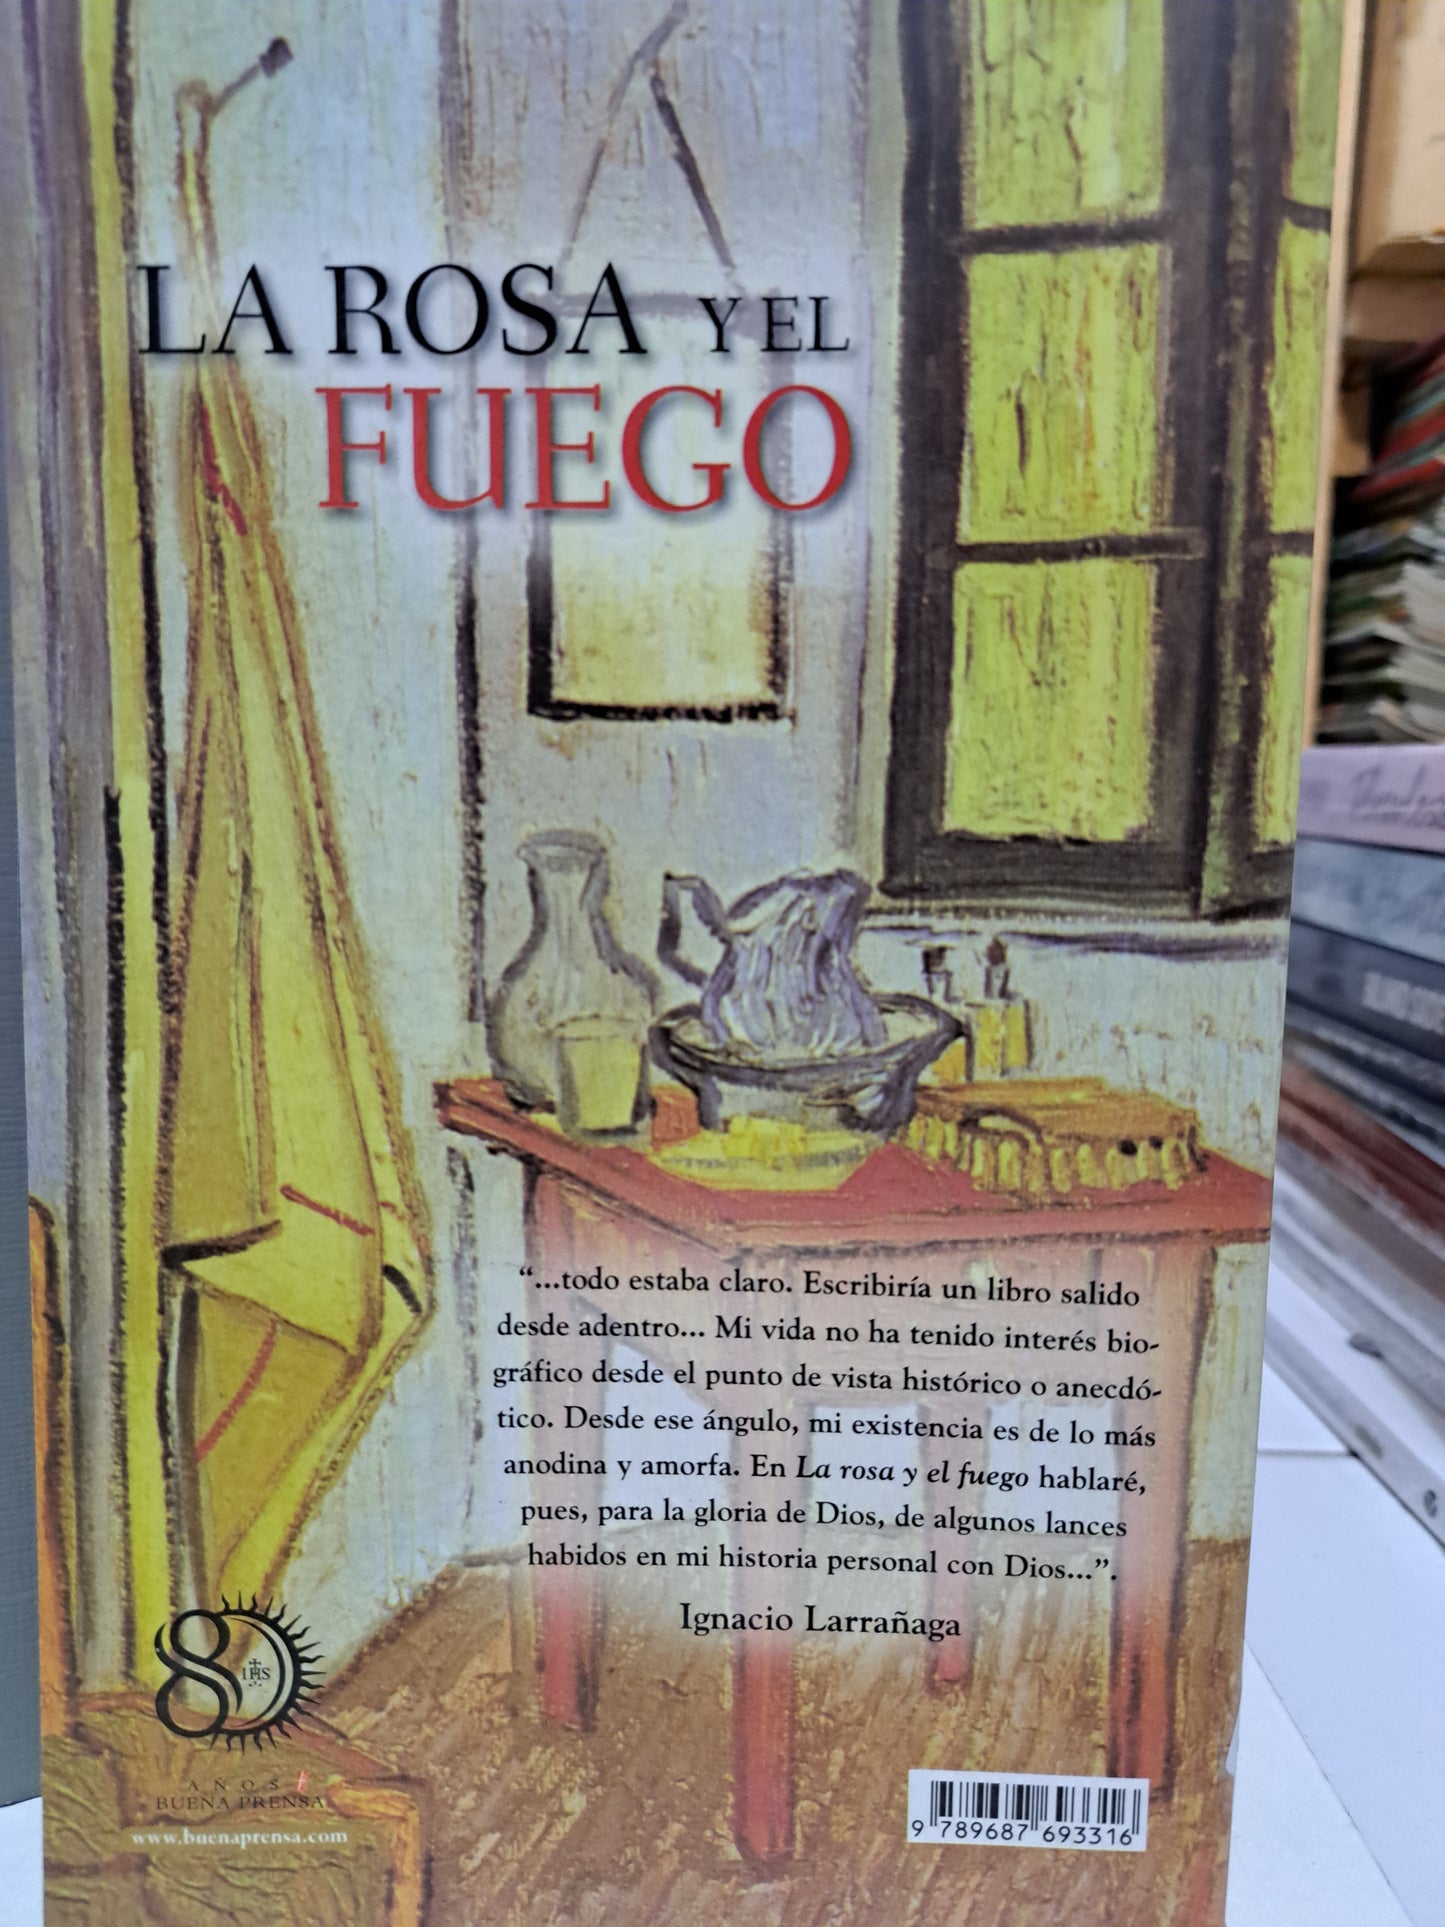 LA ROSA Y EL
FUEGO
“...todo estaba claro. Escribiría un libro salido
desde adentro... Mi vida no ha tenido interés bio-
gráfico desde el punto de vista histórico o anecdó-
tico. Desde ese ángulo, mi existencia es de lo más
anodina y amorfa. En La rosa y el fuego hablaré,
pues, para la gloria de Dios, de algunos lances
habidos en mi historia personal con Dios...”.
Ignacio Larrañaga
80
IHS
AÑOS
BUENA PRENSA
www.buenaprensa.com
9 789687 693316